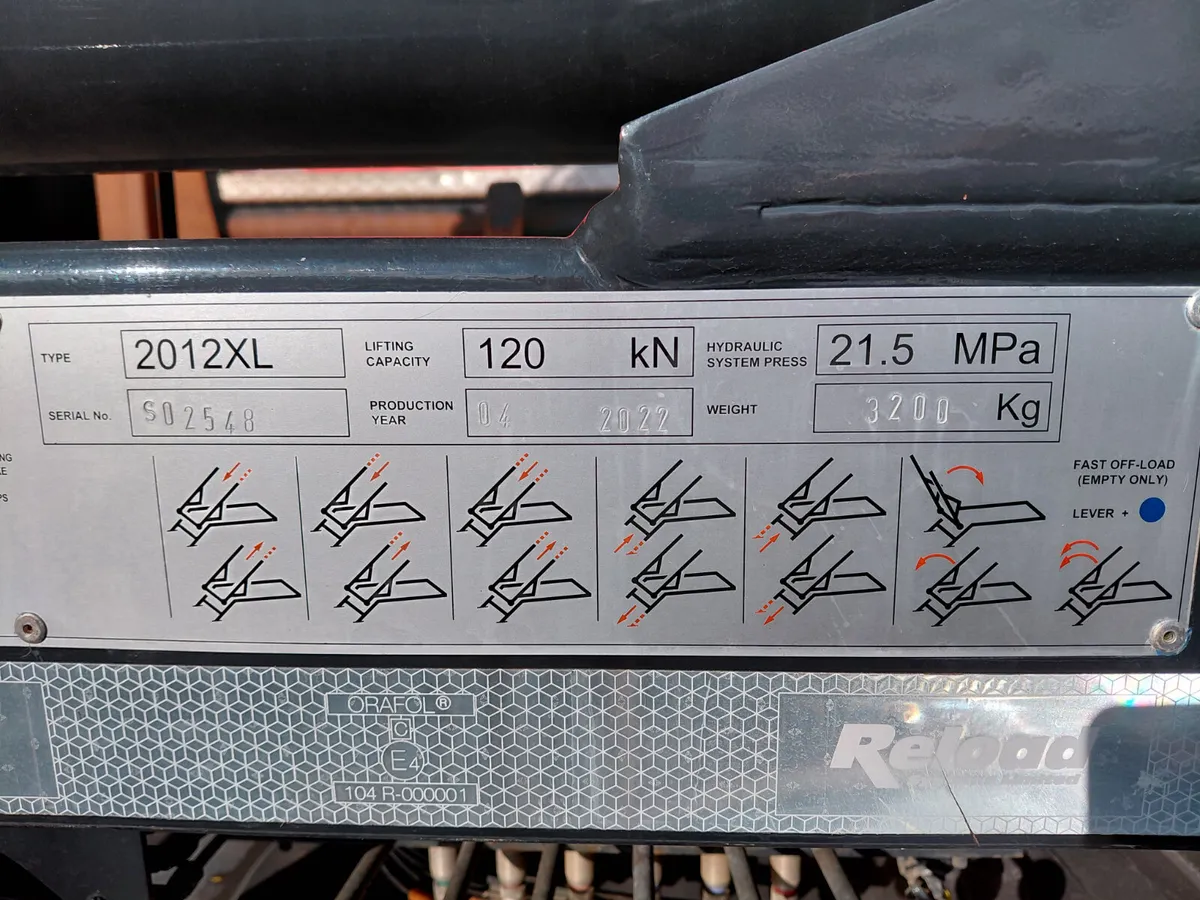 TYPE 2012XL LIFTING CAPACITY 120 kN HYDRAULIC SYSTEM PRESS 21.5 MPa
SERIAL No. S02548 PRODUCTION YEAR 04 2022 WEIGHT 3200 Kg
FAST OFF-LOAD
(EMPTY ONLY)
LEVER +
ORAFOL®
C
E4
104 R-000001
Reload